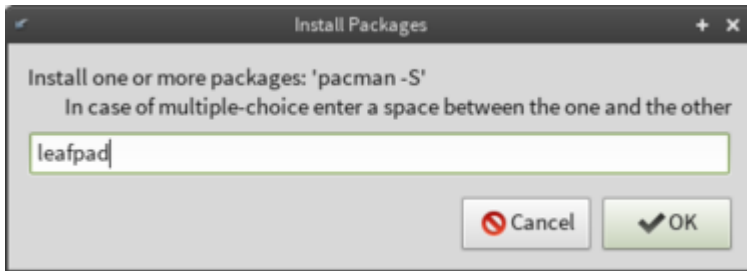 Install Packages
Install one or more packages: 'pacman -S'
In case of multiple-choice enter a space between the one and the other
leafpad
Cancel
OK